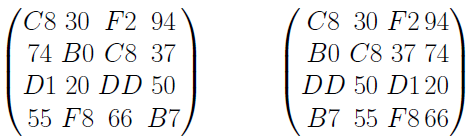 C8 30 F2 94 C8 30 F2 94
74 B0 C8 37 B0 C8 37 74
D1 20 DD 50 DD 50 D1 20
55 F8 66 B7 B7 55 F8 66